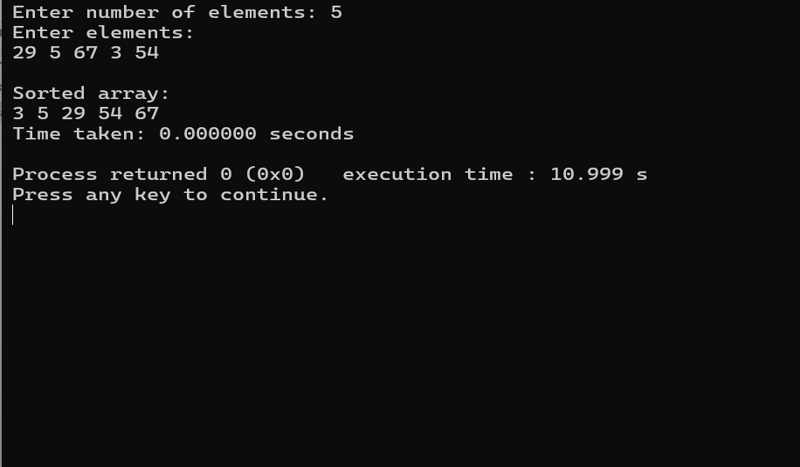 Enter number of elements: 5
Enter elements:
29 5 67 3 54
Sorted array:
3 5 29 54 67
Time taken: 0.000000 seconds
Process returned 0 (0x0)   execution time : 10.999 s
Press any key to continue.